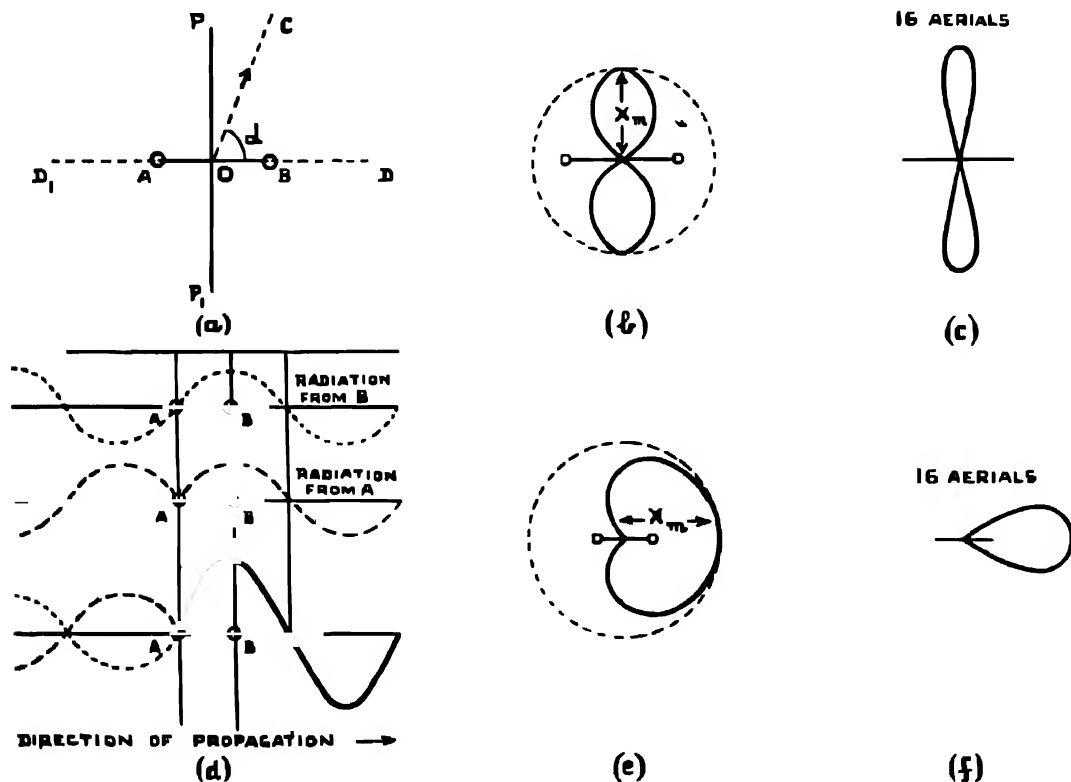 P
C
d
D₁
A
O
B
D
P₁
(a)
Xₘ
(b)
16 AERIALS
(c)
RADIATION
FROM B
A
B
RADIATION
FROM A
A
B
A
B
DIRECTION OF PROPAGATION →
(d)
Xₘ
(e)
16 AERIALS
(f)